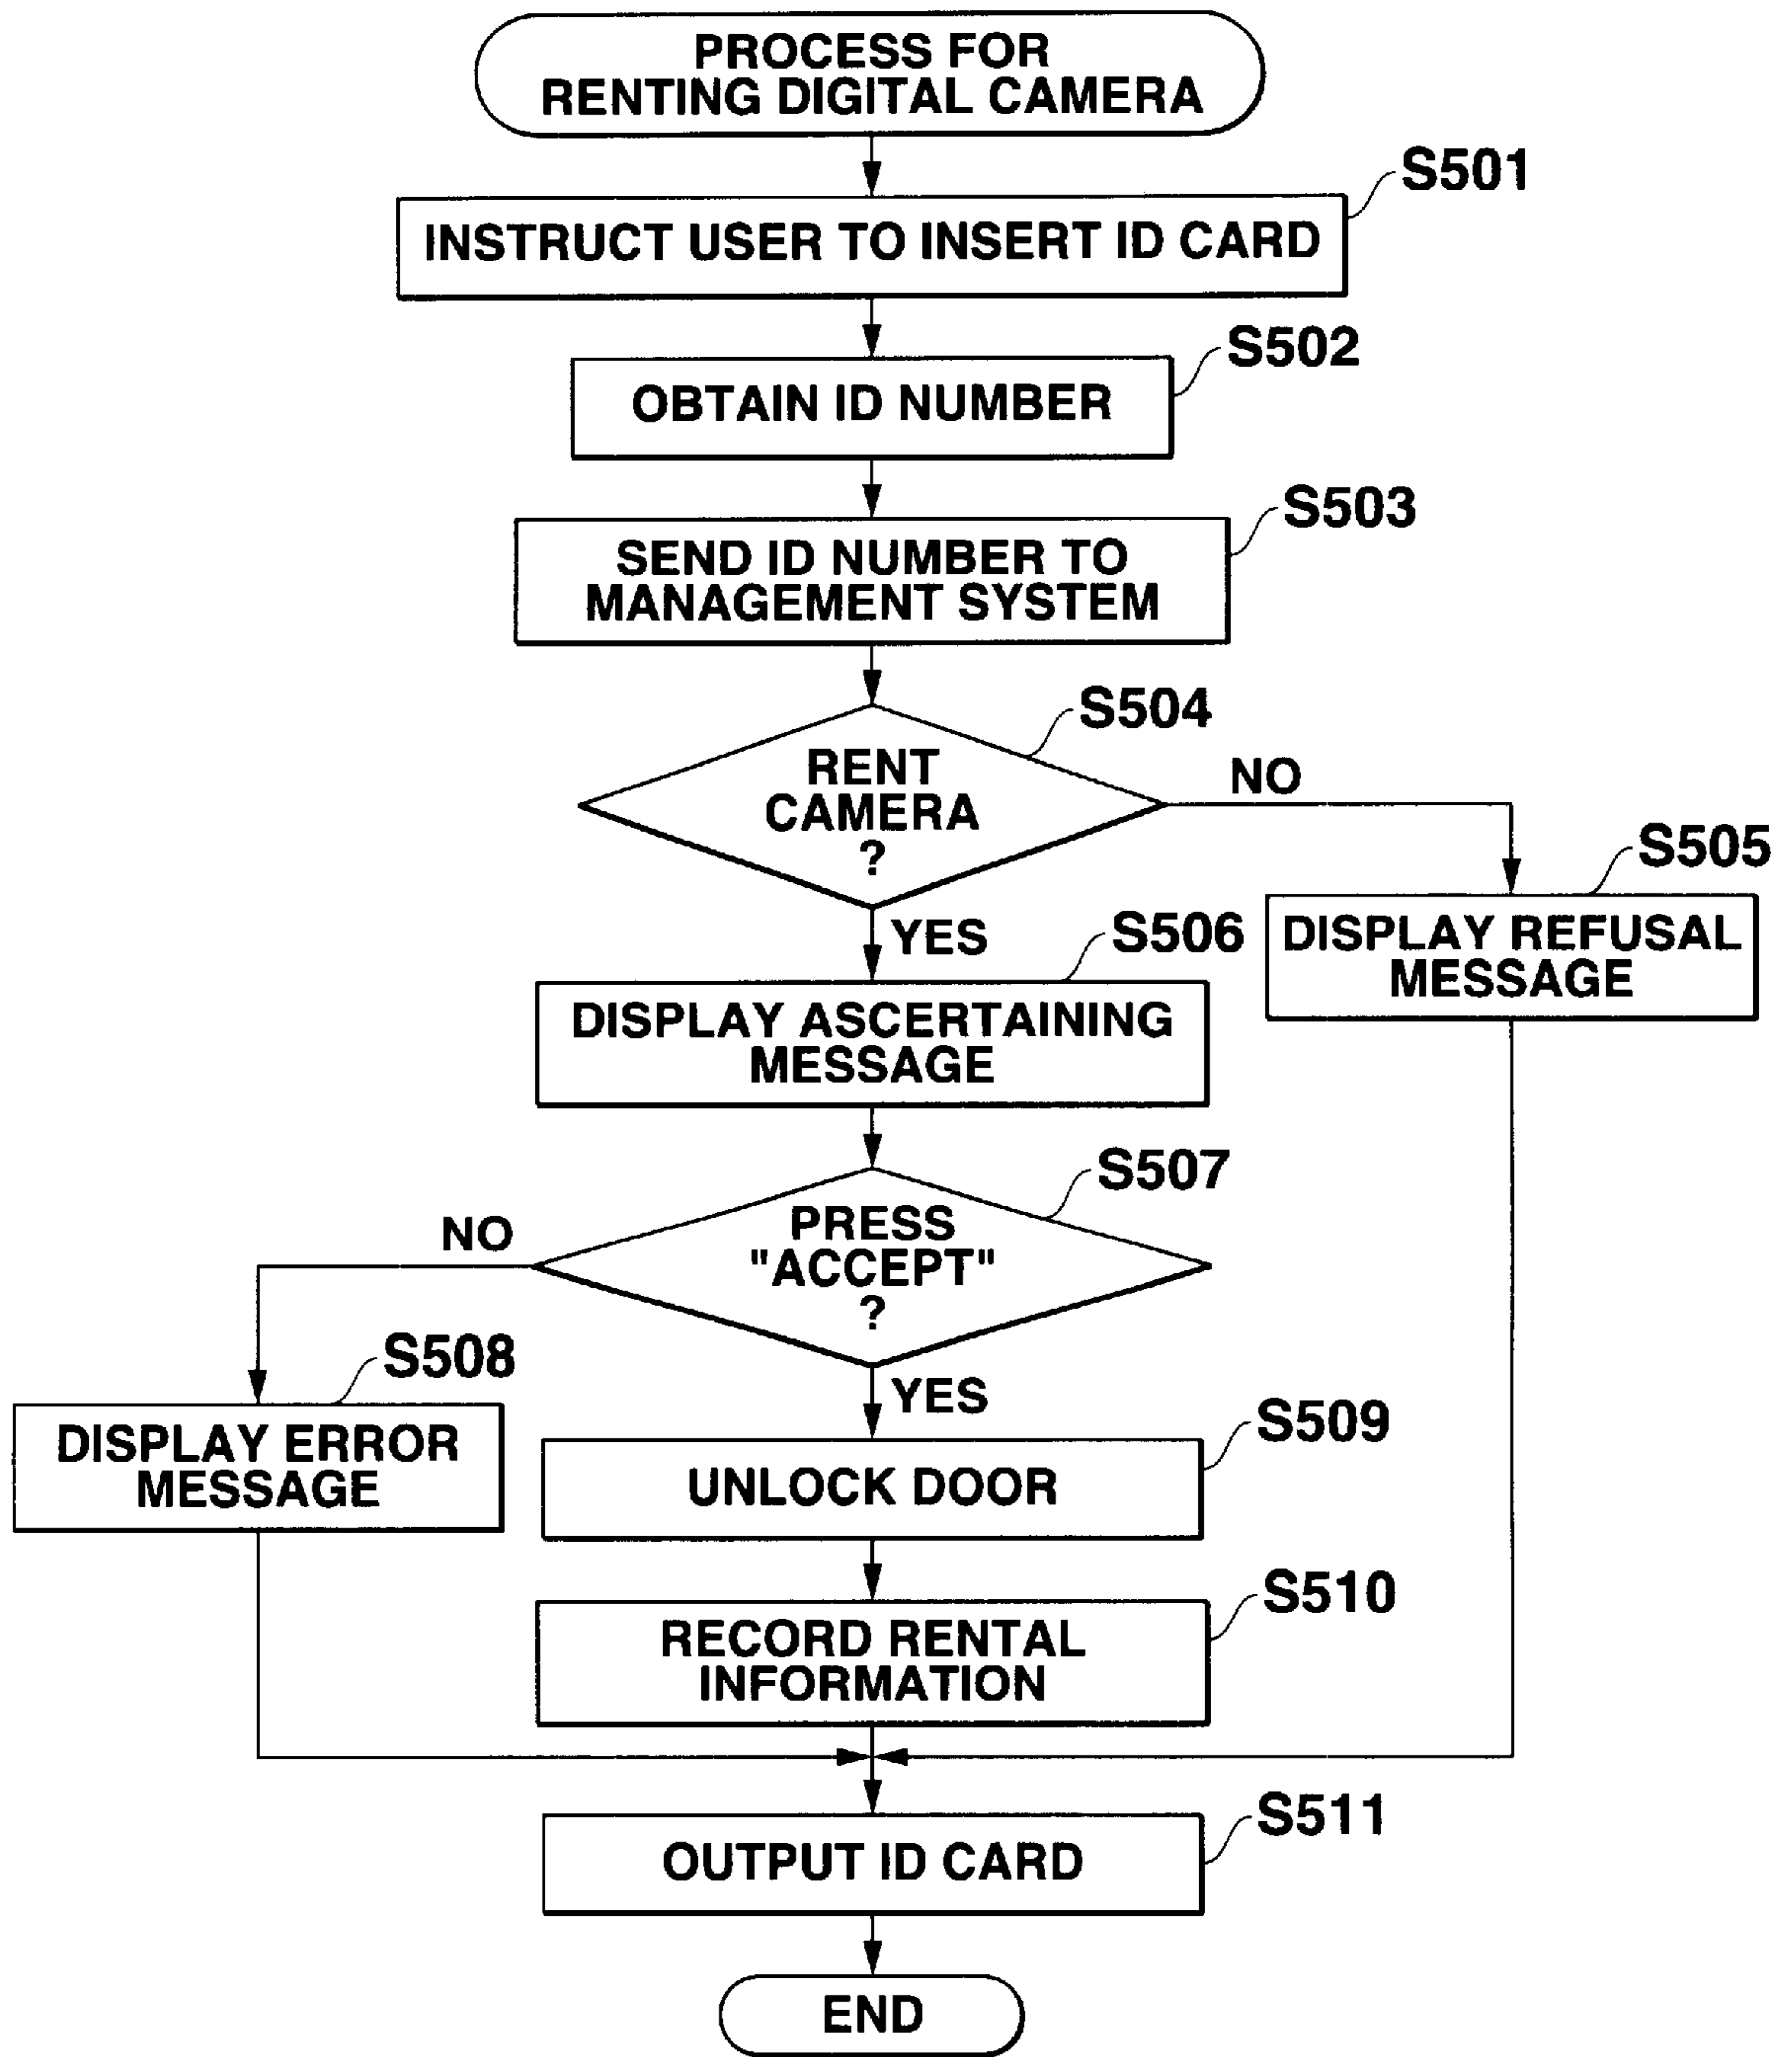 PROCESS FOR
RENTING DIGITAL CAMERA
S501
INSTRUCT USER TO INSERT ID CARD
S502
OBTAIN ID NUMBER
S503
SEND ID NUMBER TO
MANAGEMENT SYSTEM
S504
RENT
CAMERA
?
NO
S505
DISPLAY REFUSAL
MESSAGE
YES
S506
DISPLAY ASCERTAINING
MESSAGE
S507
PRESS
"ACCEPT"
?
NO
S508
DISPLAY ERROR
MESSAGE
YES
S509
UNLOCK DOOR
S510
RECORD RENTAL
INFORMATION
S511
OUTPUT ID CARD
END